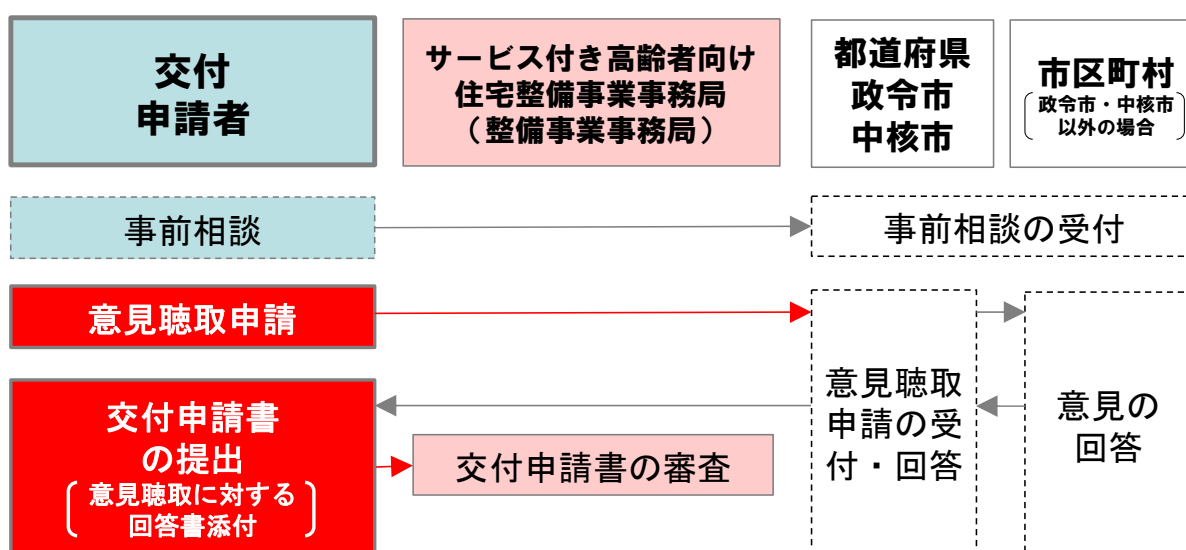 交付
申請者
サービス付き高齢者向け
住宅整備事業事務局
（整備事業事務局）
都道府県
政令市
中核市
市区町村
政令市・中核市
以外の場合
事前相談
事前相談の受付
意見聴取申請
交付申請書
の提出
意見聴取に対する
回答書添付
交付申請書の審査
意見聴取
申請の受
付・回答
意見の
回答